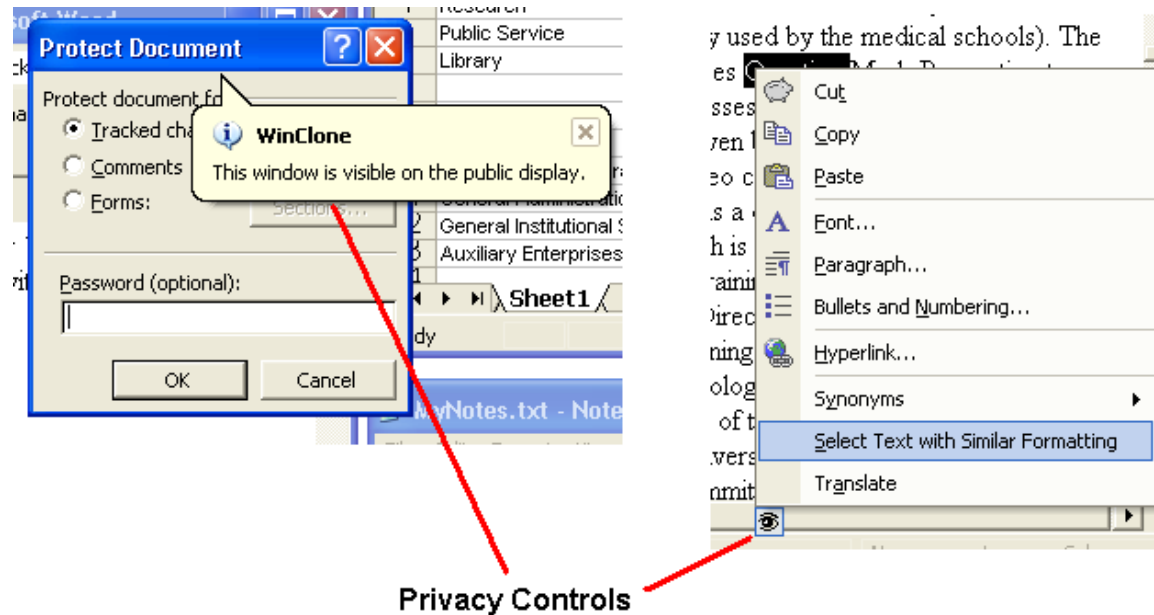 Protect Document
Protect document
Tracked
Comments
Forms:
Sections...
Password (optional):
OK
Cancel
WinClone
This window is visible on the public display.
Research
Public Service
Library
2 General Institutional
3 Auxiliary Enterprises
Sheet1
MyNotes.txt - Note
y used by the medical schools). The
Cut
Copy
Paste
Font...
Paragraph...
Bullets and Numbering...
Hyperlink...
Synonyms
Select Text with Similar Formatting
Translate
Privacy Controls